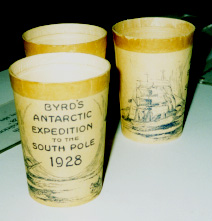 BYRD'S
ANTARCTIC
EXPEDITION
TO THE
SOUTH POLE
1928